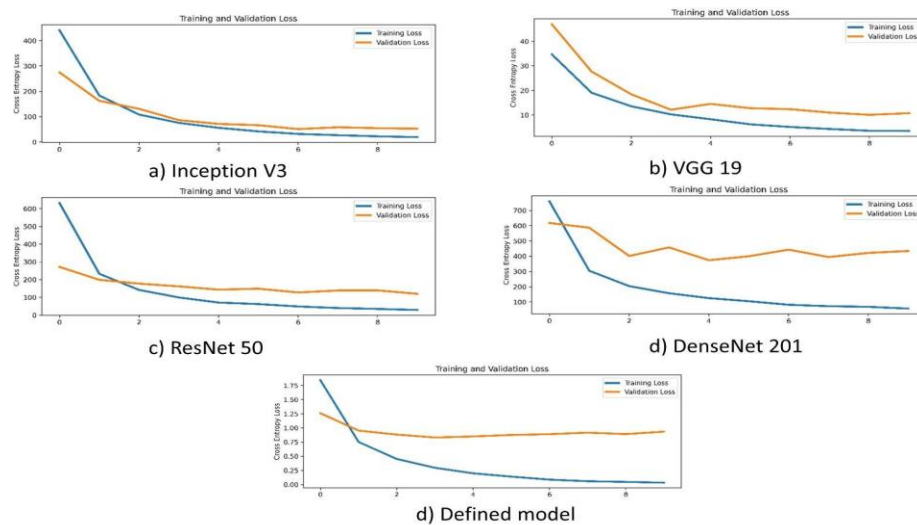 Training and Validation Loss
Cross Entropy Loss
400
300
200
100
0
Training Loss
Validation Loss
0 2 4 6 8
a) Inception V3
Training and Validation Loss
Cross Entropy Loss
40
30
20
10
Training Loss
Validation Loss
0 2 4 6 8
b) VGG 19
Training and Validation Loss
Cross Entropy Loss
600
500
400
300
200
100
0
Training Loss
Validation Loss
0 2 4 6 8
c) ResNet 50
Training and Validation Loss
Cross Entropy Loss
700
600
500
400
300
200
100
Training Loss
Validation Loss
0 2 4 6 8
d) DenseNet 201
Training and Validation Loss
Cross Entropy Loss
1.75
1.50
1.25
1.00
0.75
0.50
0.25
0.00
Training Loss
Validation Loss
0 2 4 6 8
d) Defined model